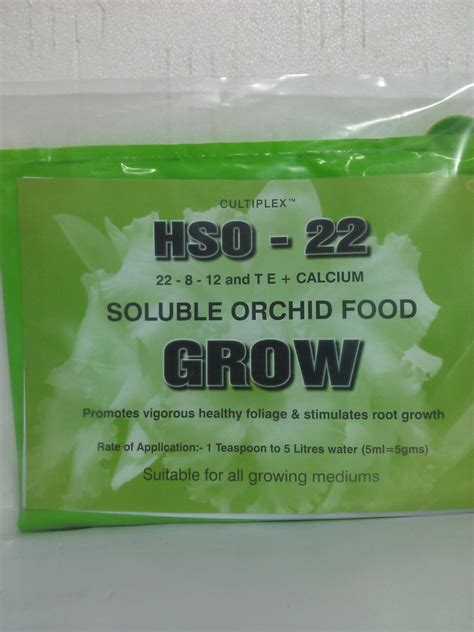 CULTIPLEX™
HSO - 22
22 - 8 - 12 and T E + CALCIUM
SOLUBLE ORCHID FOOD
GROW
Promotes vigorous healthy foliage & stimulates root growth
Rate of Application:- 1 Teaspoon to 5 Litres water (5ml=5gms)
Suitable for all growing mediums